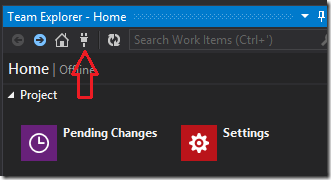 Team Explorer - Home
Search Work Items (Ctrl+')
Home | Offline
Project
Pending Changes
Settings